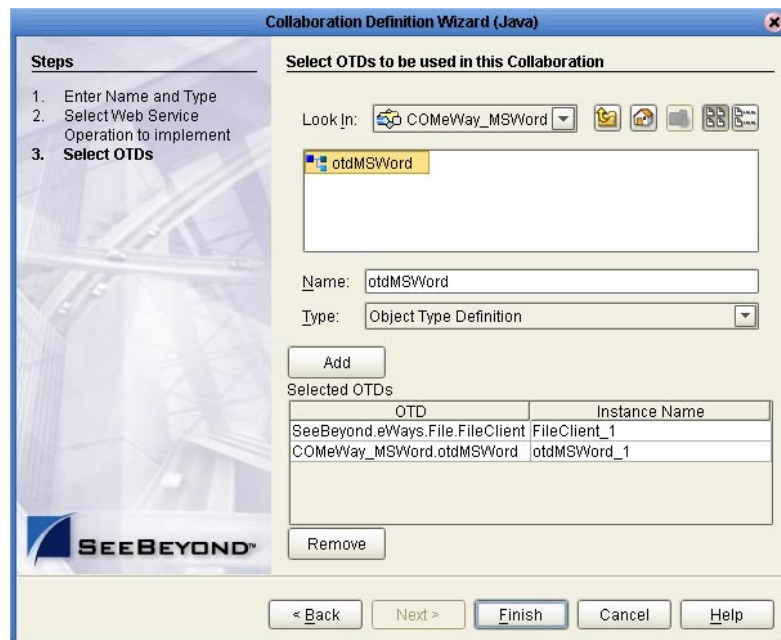 Collaboration Definition Wizard (Java)
Steps
1. Enter Name and Type
2. Select Web Service
Operation to implement
3. Select OTDs
Select OTDs to be used in this Collaboration
Look In: COMeWay_MSWord
otdMSWord
Name: otdMSWord
Type: Object Type Definition
Add
Selected OTDs
OTD Instance Name
SeeBeyond.eWays.File.FileClient FileClient_1
COMeWay_MSWord.otdMSWord otdMSWord_1
Remove
SEEBEYOND™
< Back Next > Finish Cancel Help